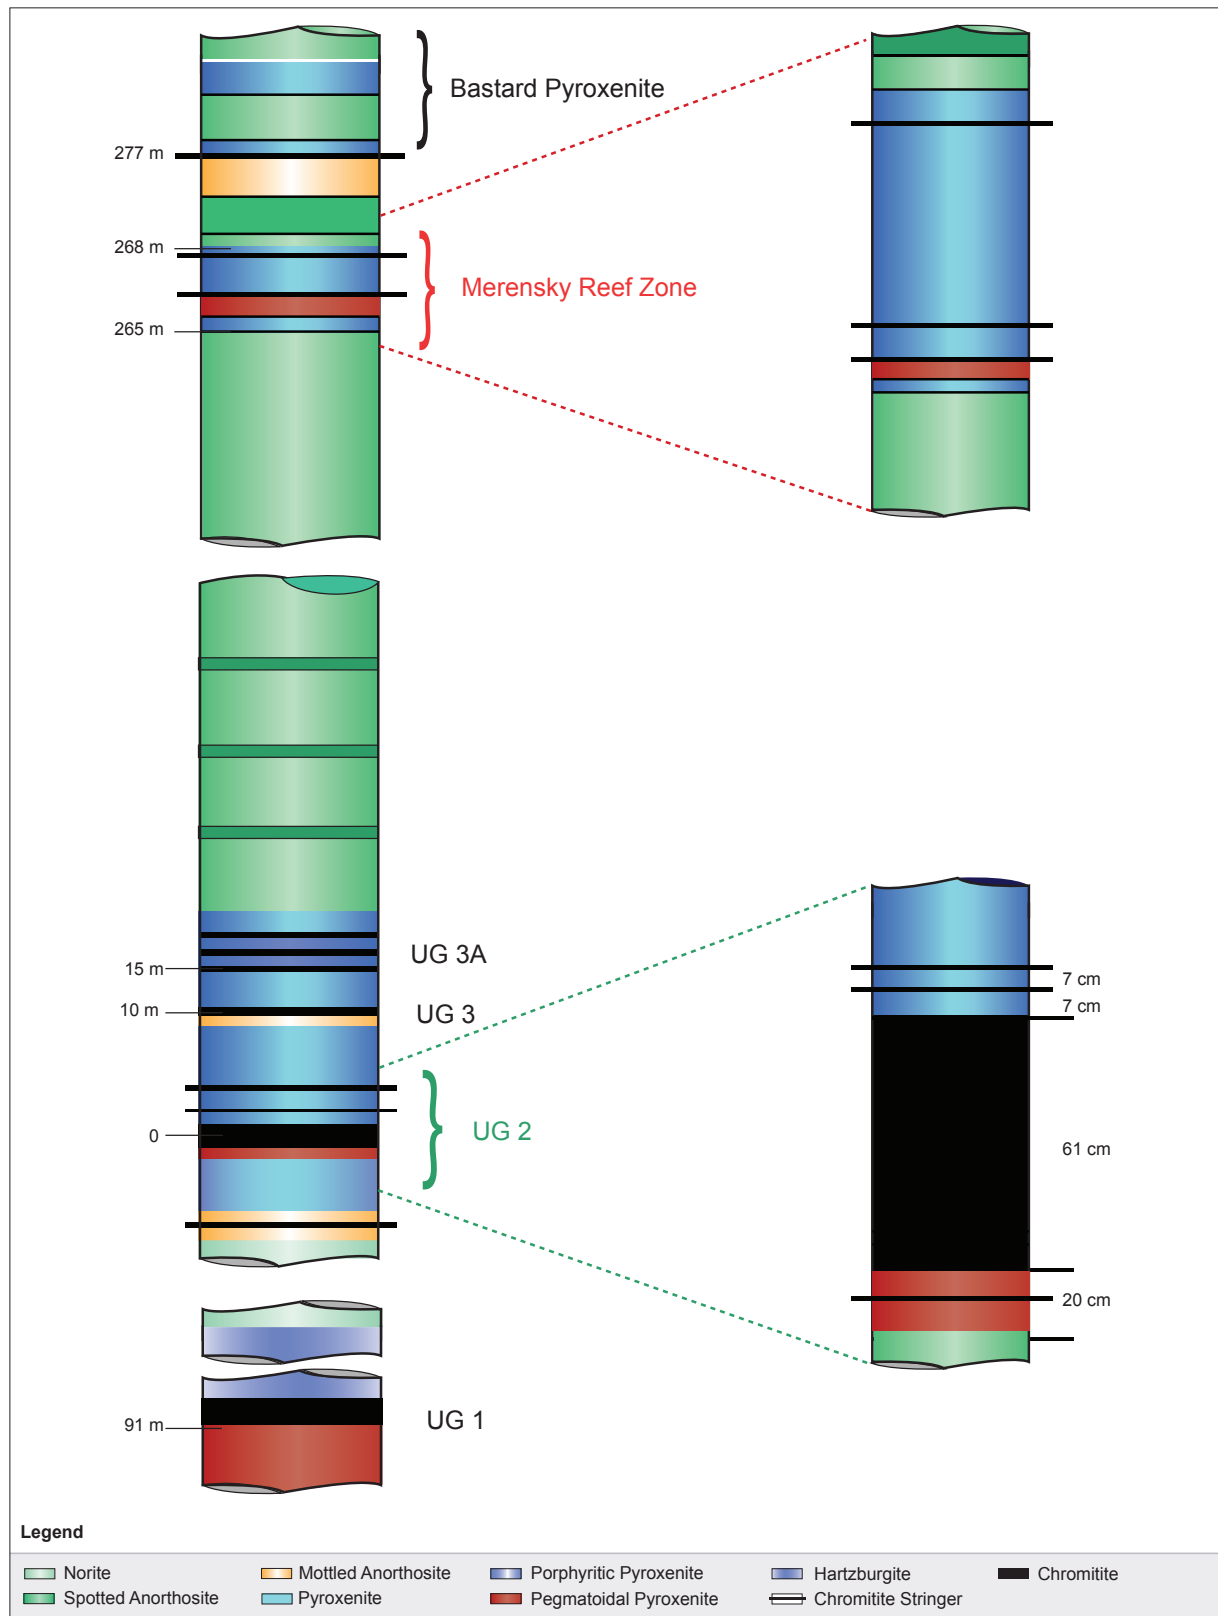 Bastard Pyroxenite
277 m
268 m
Merensky Reef Zone
265 m
UG 3A
15 m
10 m
UG 3
7 cm
7 cm
0
UG 2
61 cm
20 cm
91 m
UG 1
Legend
Norite
Mottled Anorthosite
Porphyritic Pyroxenite
Hartzburgite
Chromitite
Spotted Anorthosite
Pyroxenite
Pegmatoidal Pyroxenite
Chromitite Stringer